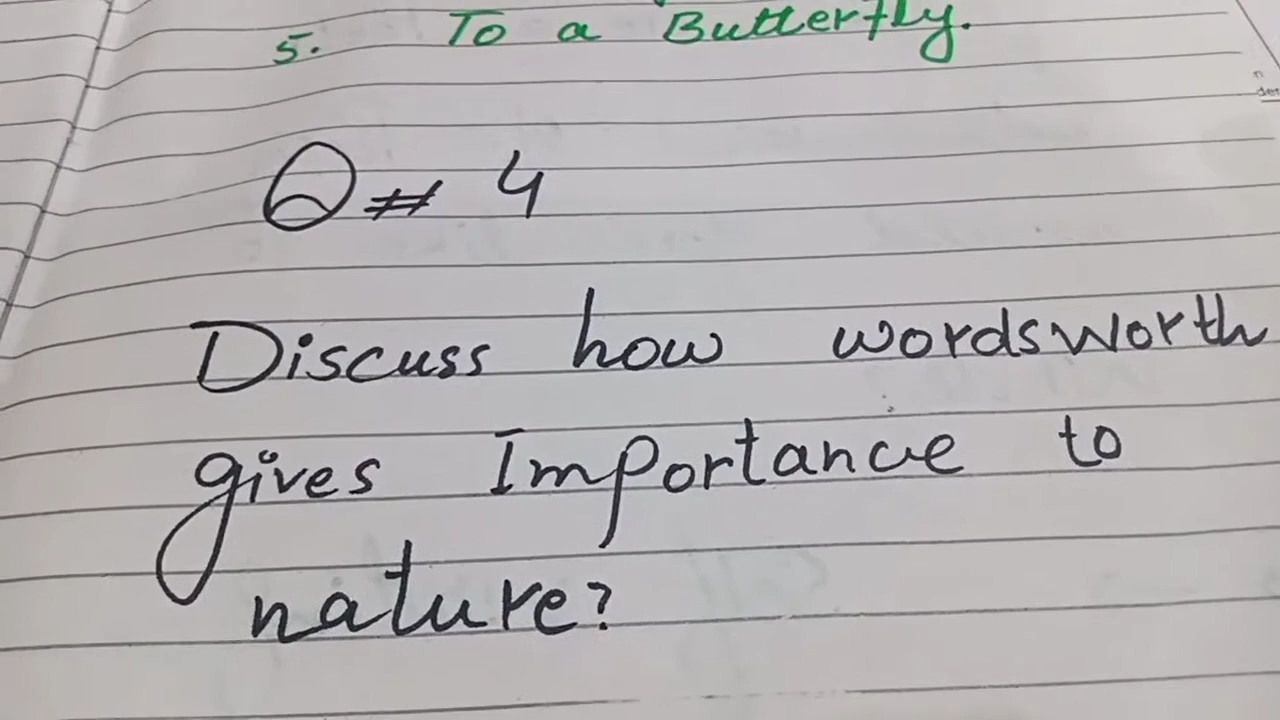 5. To a Butterfly.
Q # 4
Discuss how wordsworth
gives Importance to
nature?